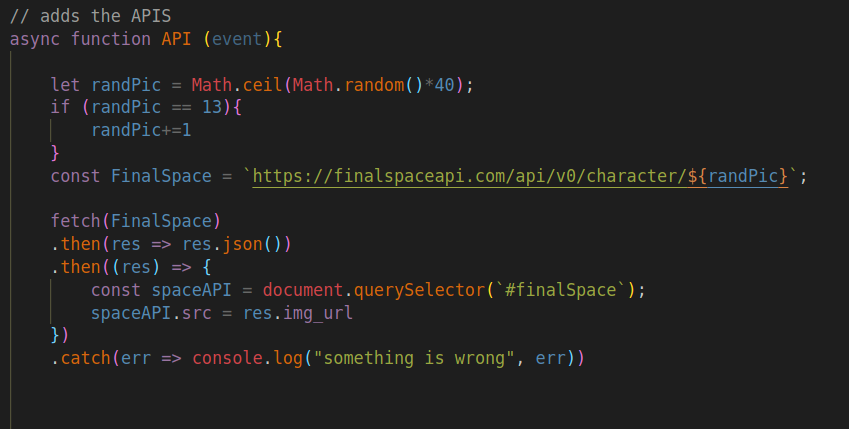 // adds the APIS
async function API (event){
let randPic = Math.ceil(Math.random()*40);
if (randPic == 13){
randPic+=1
}
const FinalSpace = `https://finalspaceapi.com/api/v0/character/${randPic}`;
fetch(FinalSpace)
.then(res => res.json())
.then((res) => {
const spaceAPI = document.querySelector(`#finalSpace`);
spaceAPI.src = res.img_url
})
.catch(err => console.log("something is wrong", err))